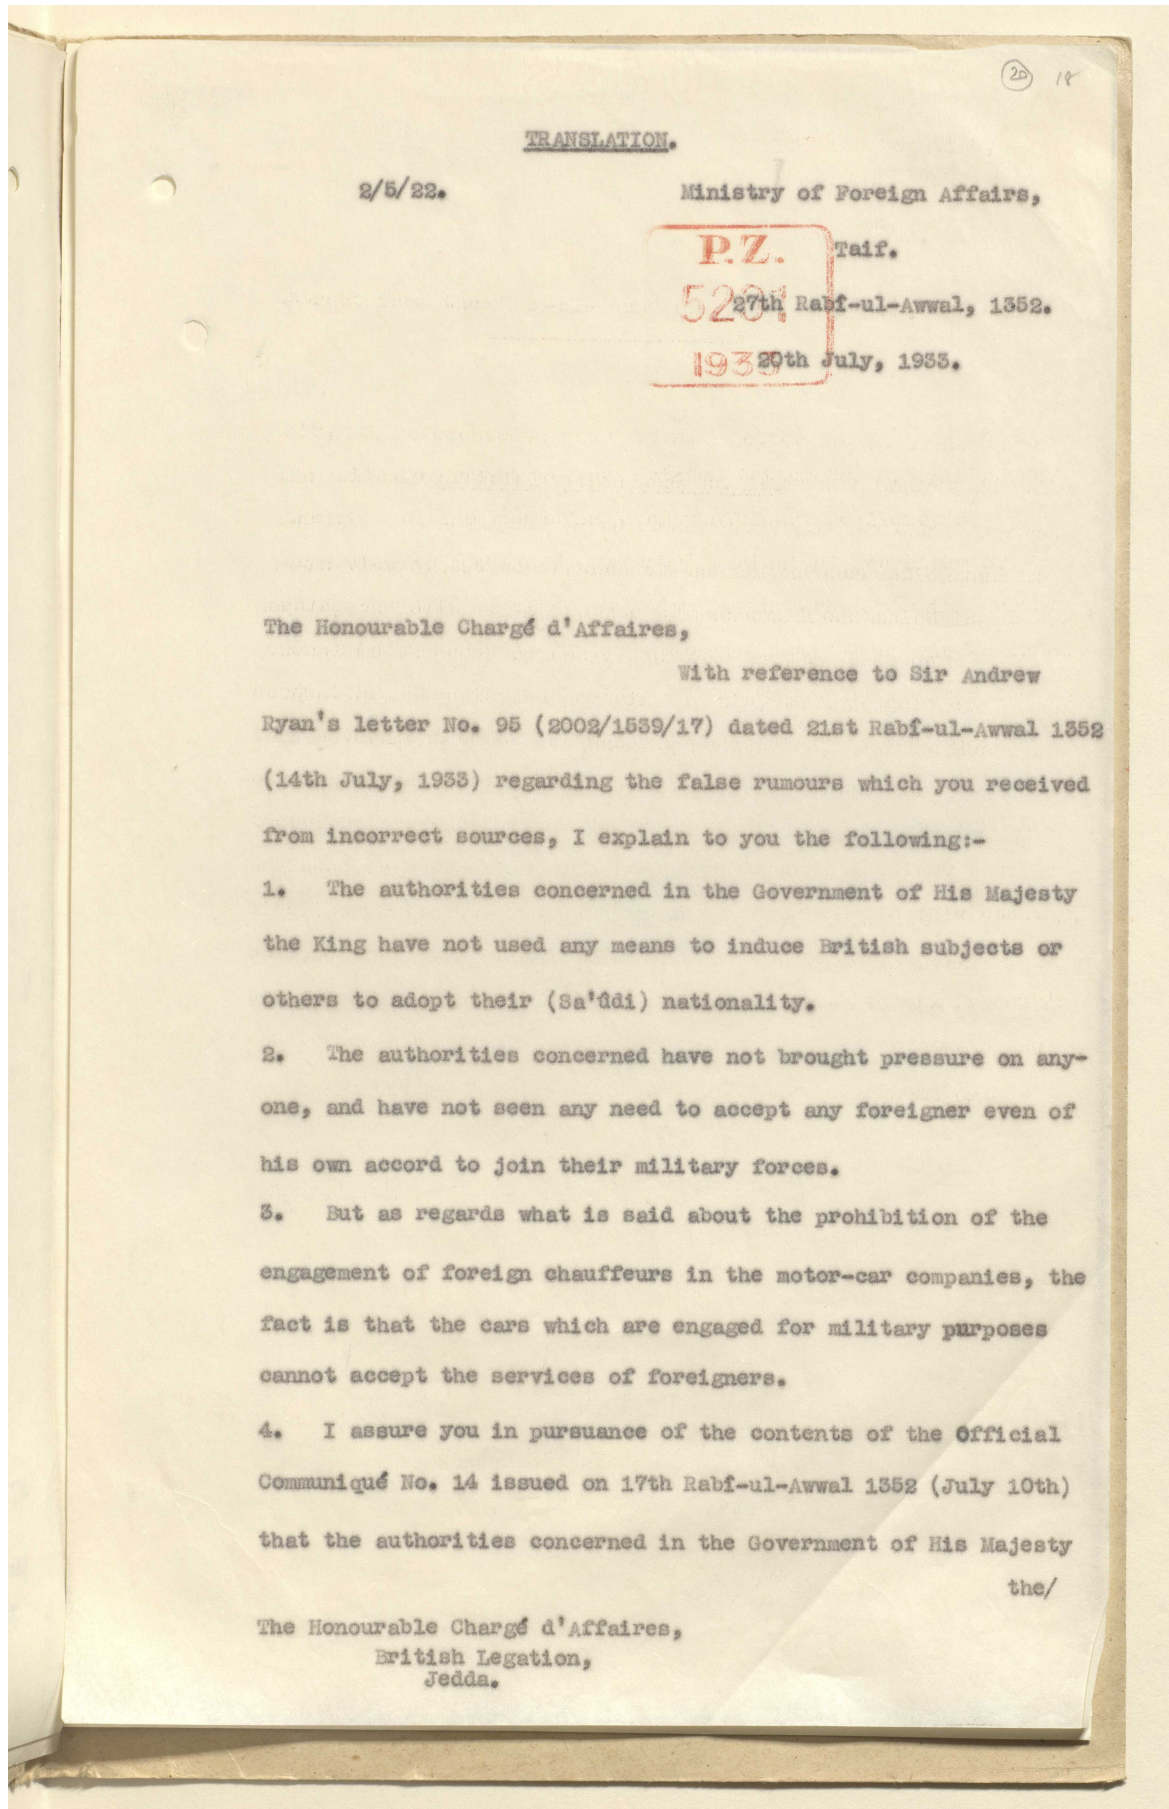 20 18
TRANSLATION.
2/5/22. Ministry of Foreign Affairs,
P.Z.
Taif.
27th Rabî-ul-Awwal, 1352.
1933
20th July, 1933.
The Honourable Chargé d'Affaires,
With reference to Sir Andrew
Ryan's letter No. 95 (2002/1539/17) dated 21st Rabî-ul-Awwal 1352
(14th July, 1933) regarding the false rumours which you received
from incorrect sources, I explain to you the following:-
1. The authorities concerned in the Government of His Majesty
the King have not used any means to induce British subjects or
others to adopt their (Sa'ûdi) nationality.
2. The authorities concerned have not brought pressure on any-
one, and have not seen any need to accept any foreigner even of
his own accord to join their military forces.
3. But as regards what is said about the prohibition of the
engagement of foreign chauffeurs in the motor-car companies, the
fact is that the cars which are engaged for military purposes
cannot accept the services of foreigners.
4. I assure you in pursuance of the contents of the Official
Communiqué No. 14 issued on 17th Rabî-ul-Awwal 1352 (July 10th)
that the authorities concerned in the Government of His Majesty
the/
The Honourable Chargé d'Affaires,
British Legation,
Jedda.